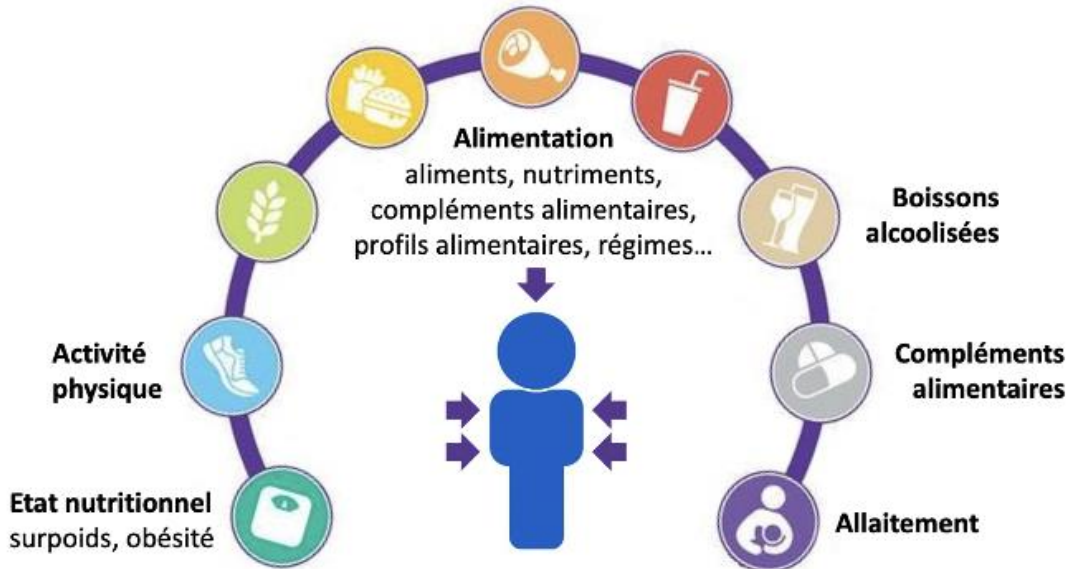 Alimentation
aliments, nutriments,
compléments alimentaires,
profils alimentaires, régimes...
Boissons
alcoolisées
Activité
physique
Compléments
alimentaires
Etat nutritionnel
surpoids, obésité
Allaitement